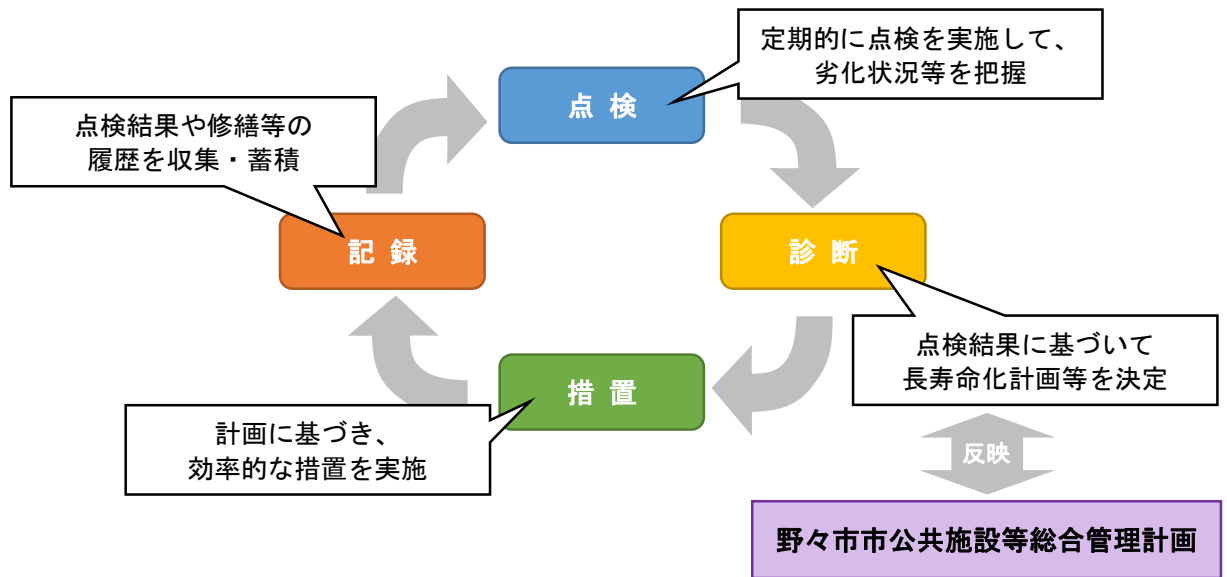 定期的に点検を実施して、
劣化状況等を把握
点 検
点検結果や修繕等の
履歴を収集・蓄積
記 録
診 断
点検結果に基づいて
長寿命化計画等を決定
措 置
計画に基づき、
効率的な措置を実施
反映
野々市市公共施設等総合管理計画